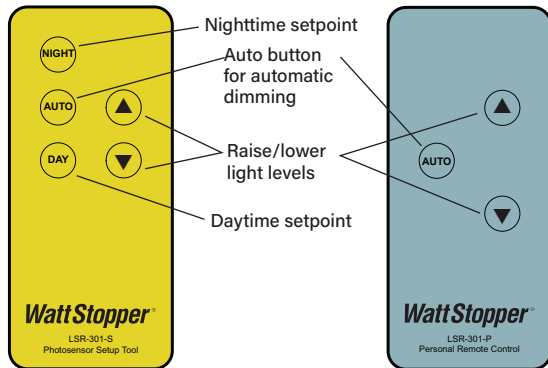 Nighttime setpoint
NIGHT
Auto button
for automatic
dimming
AUTO
Raise/lower
light levels
AUTO
DAY
Daytime setpoint
WattStopper®
LSR-301-S
Photosensor Setup Tool
WattStopper®
LSR-301-P
Personal Remote Control